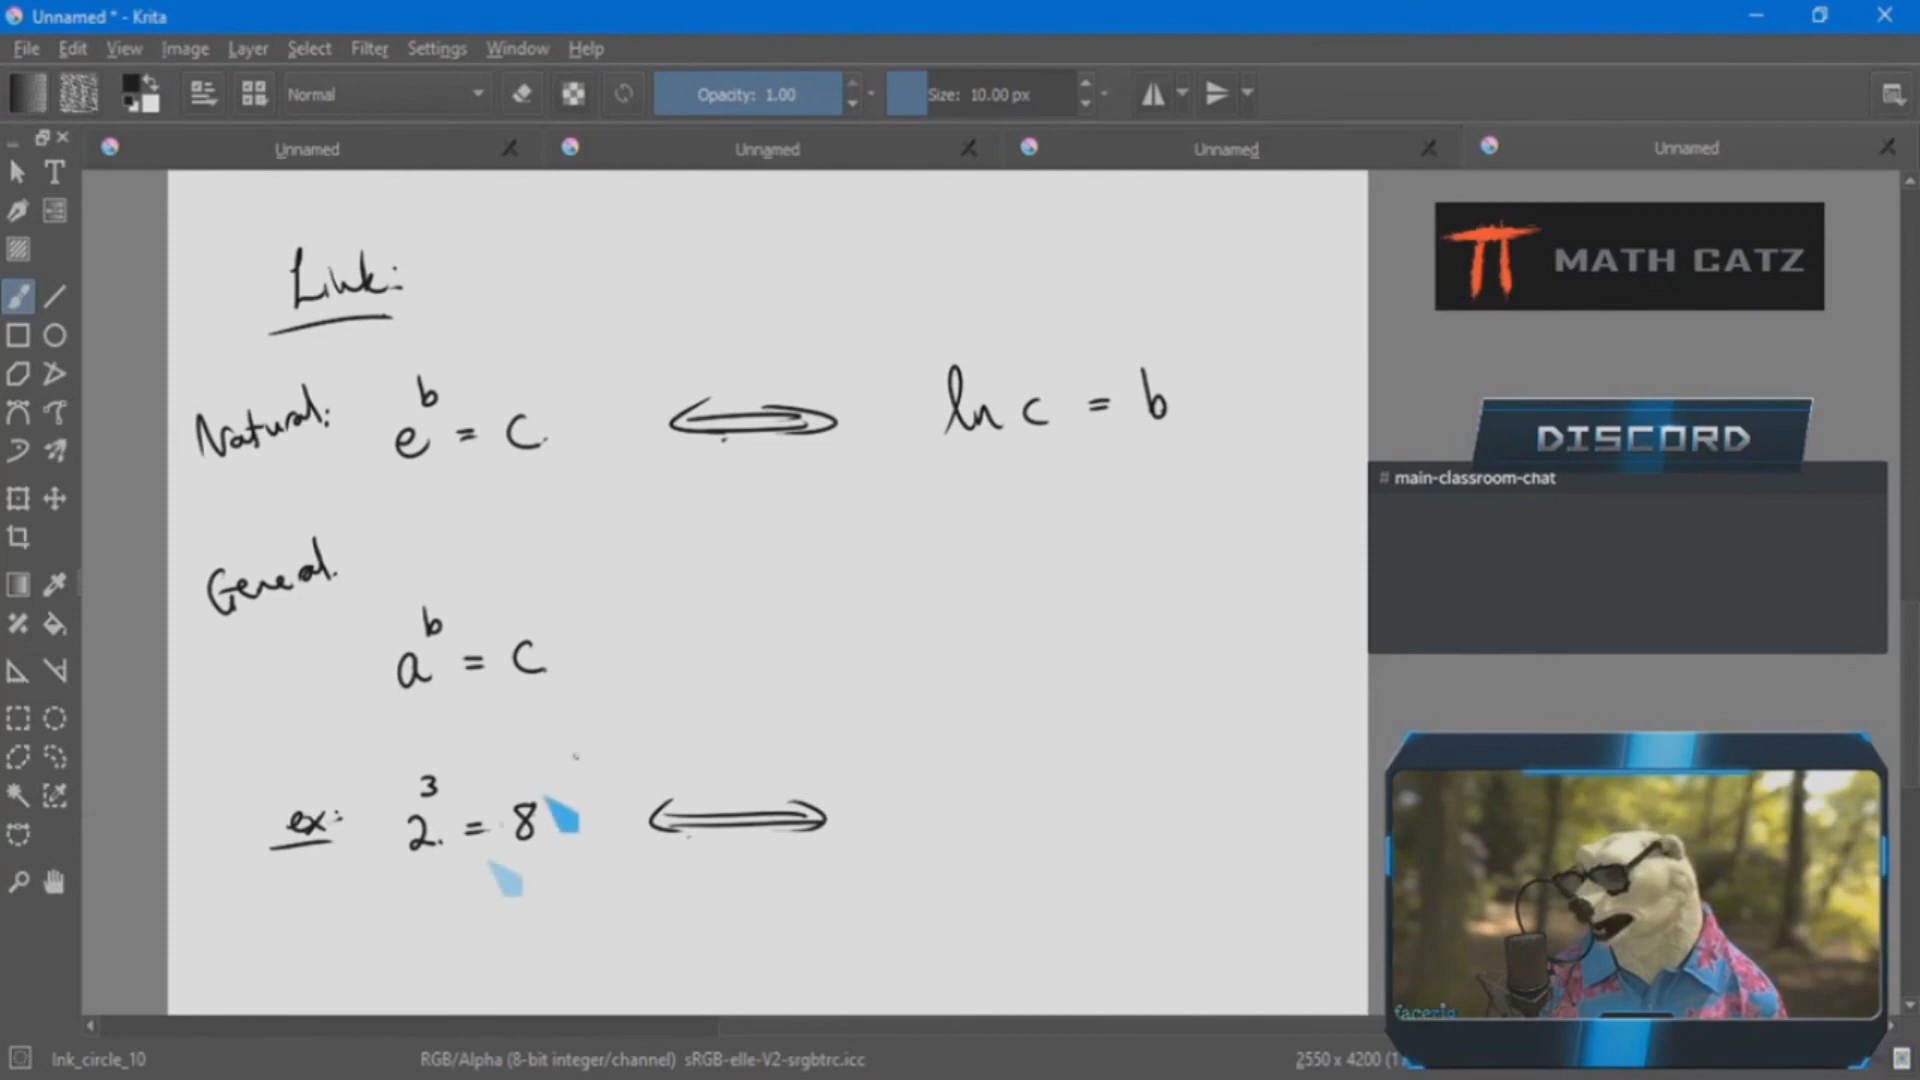 Unnamed * - Krita
File Edit View Image Layer Select Filter Settings Window Help
Normal Opacity: 1.00 Size: 10.00 px
Unnamed Unnamed Unnamed Unnamed
Link:
MATH CATZ
Natural: e^b = c ⟺ ln c = b
DISCORD
# main-classroom-chat
General.
a^b = c
ex: 2^3 = 8 ⟺
facerig
Ink_circle_10 RGB/Alpha (8-bit integer/channel) sRGB-elle-V2-srgbtrc.icc 2550 x 4200 (1